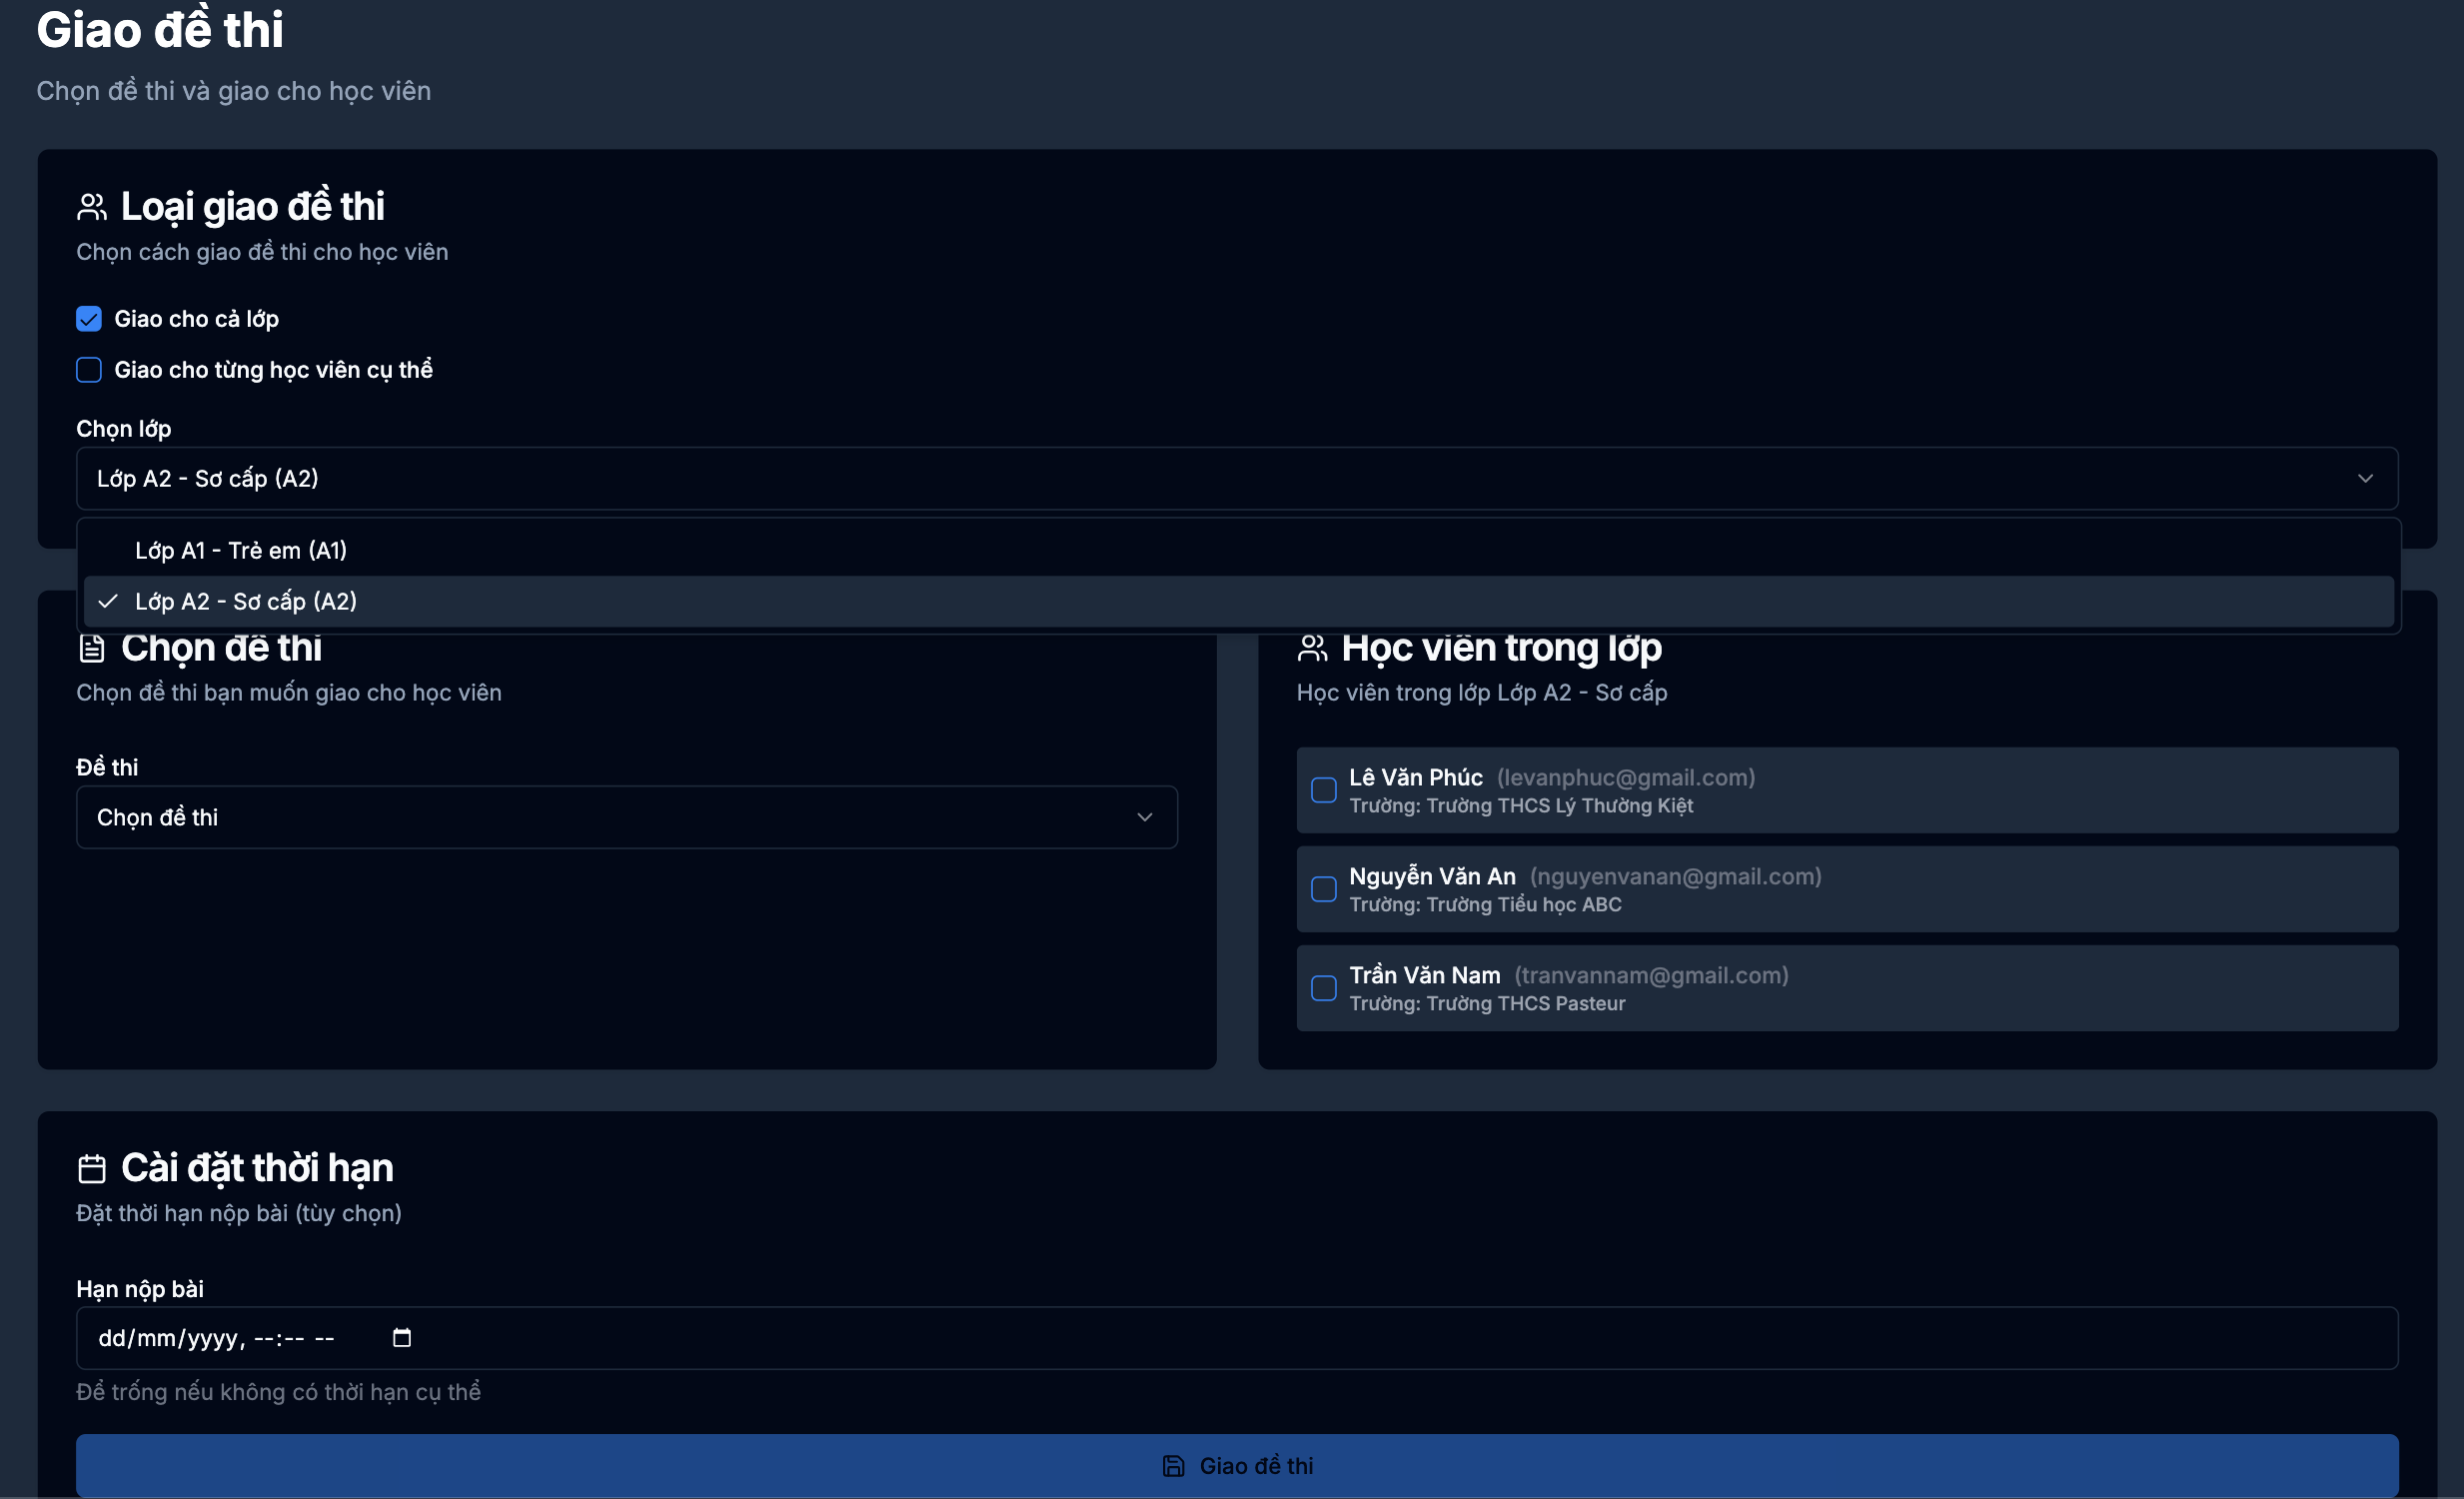 Giao đề thi
Chọn đề thi và giao cho học viên
Loại giao đề thi
Chọn cách giao đề thi cho học viên
Giao cho cả lớp
Giao cho từng học viên cụ thể
Chọn lớp
Lớp A2 - Sơ cấp (A2)
Lớp A1 - Trẻ em (A1)
Lớp A2 - Sơ cấp (A2)
Chọn đề thi
Chọn đề thi bạn muốn giao cho học viên
Đề thi
Chọn đề thi
Học viên trong lớp
Học viên trong lớp Lớp A2 - Sơ cấp
Lê Văn Phúc (levanphuc@gmail.com)
Trường: Trường THCS Lý Thường Kiệt
Nguyễn Văn An (nguyenvanan@gmail.com)
Trường: Trường Tiểu học ABC
Trần Văn Nam (tranvannam@gmail.com)
Trường: Trường THCS Pasteur
Cài đặt thời hạn
Đặt thời hạn nộp bài (tùy chọn)
Hạn nộp bài
dd/mm/yyyy, --:-- --
Để trống nếu không có thời hạn cụ thể
Giao đề thi